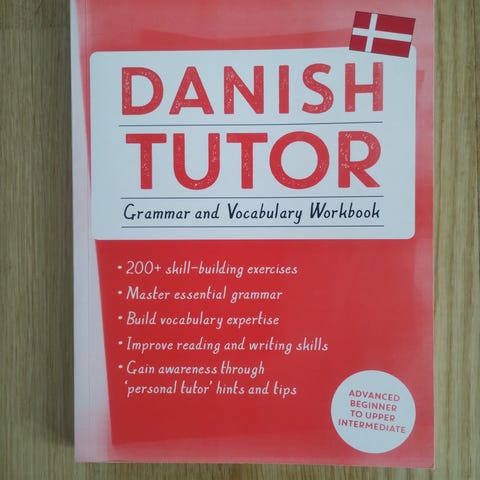 DANISH
TUTOR
Grammar and Vocabulary Workbook
• 200+ skill-building exercises
• Master essential grammar
• Build vocabulary expertise
• Improve reading and writing skills
• Gain awareness through
'personal tutor' hints and tips
ADVANCED
BEGINNER
TO UPPER
INTERMEDIATE